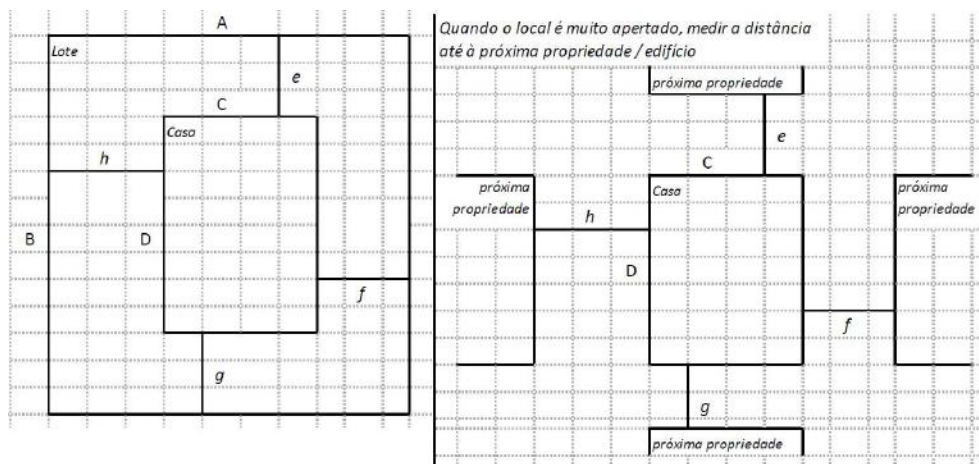 A
Lote
e
C
Casa
h
B
D
f
g
Quando o local é muito apertado, medir a distância
até à próxima propriedade / edifício
próxima propriedade
e
C
próxima
propriedade
Casa
próxima
propriedade
h
D
f
g
próxima propriedade